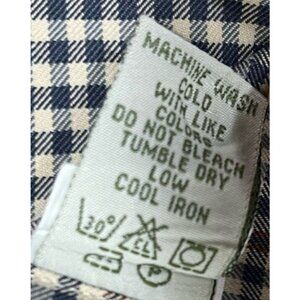 MACHINE WASH
COLD
WITH LIKE
COLORS
DO NOT BLEACH
TUMBLE DRY
LOW
COOL IRON
30°
CL
P